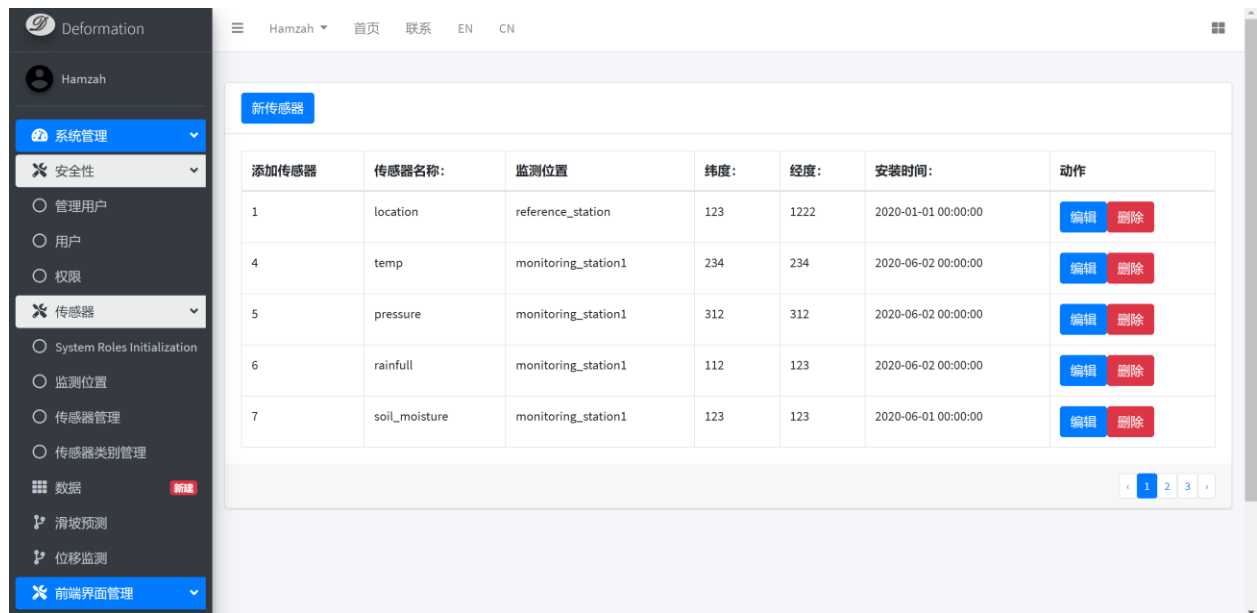 Deformation
Hamzah 首页 联系 EN CN
Hamzah
系统管理
安全性
管理用户
用户
权限
传感器
System Roles Initialization
监测位置
传感器管理
传感器类别管理
数据 新建
滑坡预测
位移监测
前端界面管理
新传感器
添加传感器 传感器名称: 监测位置 纬度: 经度: 安装时间: 动作
1 location reference_station 123 1222 2020-01-01 00:00:00 编辑 删除
4 temp monitoring_station1 234 234 2020-06-02 00:00:00 编辑 删除
5 pressure monitoring_station1 312 312 2020-06-02 00:00:00 编辑 删除
6 rainfull monitoring_station1 112 123 2020-06-02 00:00:00 编辑 删除
7 soil_moisture monitoring_station1 123 123 2020-06-01 00:00:00 编辑 删除
‹ 1 2 3 ›